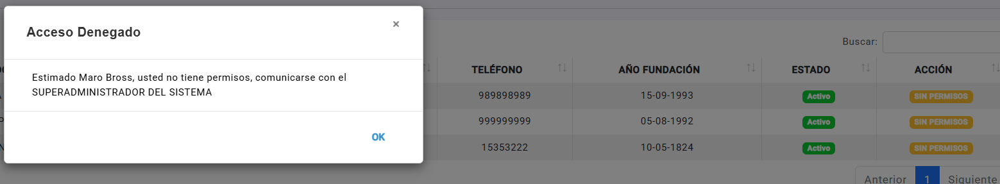 Acceso Denegado
×
Estimado Maro Bross, usted no tiene permisos, comunicarse con el
SUPERADMINISTRADOR DEL SISTEMA
OK
Buscar:
TELÉFONO AÑO FUNDACIÓN ESTADO ACCIÓN
989898989 15-09-1993 Activo SIN PERMISOS
999999999 05-08-1992 Activo SIN PERMISOS
15353222 10-05-1824 Activo SIN PERMISOS
Anterior 1 Siguiente